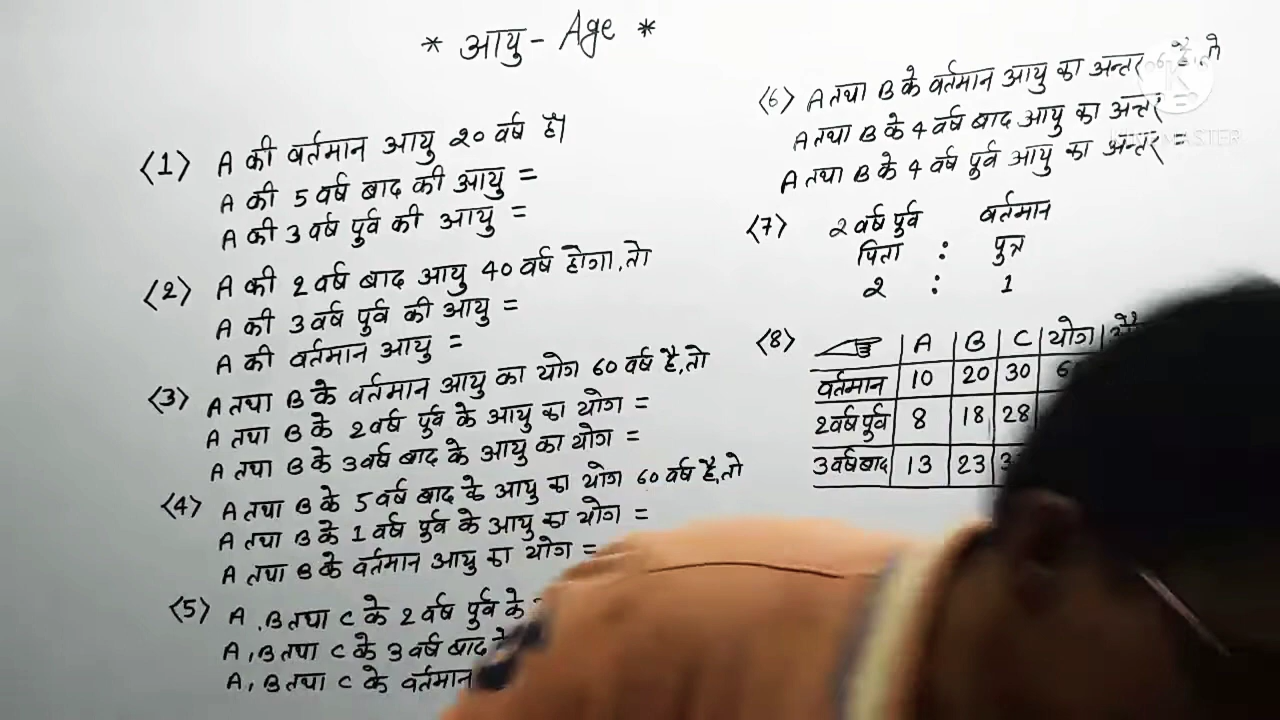 * आयु - Age *
<1> A की वर्तमान आयु 20 वर्ष है।
A की 5 वर्ष बाद की आयु =
A की 3 वर्ष पुर्व की आयु =
<2> A की 2 वर्ष बाद आयु 40 वर्ष होगा, तो
A की 3 वर्ष पुर्व की आयु =
A की वर्तमान आयु =
<3> A तथा B के वर्तमान आयु का योग 60 वर्ष है, तो
A तथा B के 2 वर्ष पुर्व के आयु का योग =
A तथा B के 3 वर्ष बाद के आयु का योग =
<4> A तथा B के 5 वर्ष बाद के आयु का योग 60 वर्ष है, तो
A तथा B के 1 वर्ष पुर्व के आयु का योग =
A तथा B के वर्तमान आयु का योग =
<5> A, B तथा C के 2 वर्ष पुर्व के
A, B तथा C के 3 वर्ष बाद
A, B तथा C के वर्तमान
<6> A तथा B के वर्तमान आयु का अन्तर 6 है, तो
A तथा B के 4 वर्ष बाद आयु का अन्तर
A तथा B के 4 वर्ष पुर्व आयु का अन्तर =
<7> 2 वर्ष पुर्व वर्तमान
पिता : पुत्र
2 : 1
<8> A B C योग
वर्तमान 10 20 30
2 वर्ष पुर्व 8 18 28
3 वर्ष बाद 13 23